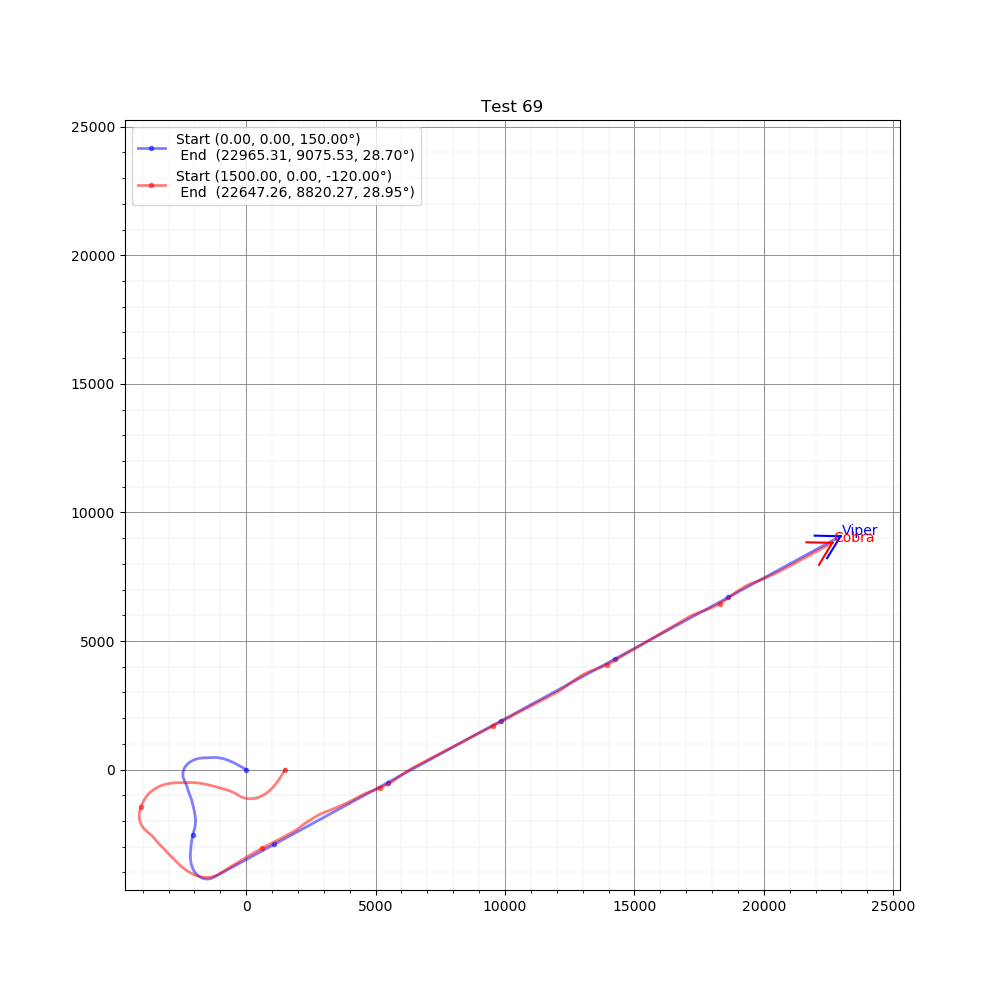 Test 69
Start (0.00, 0.00, 150.00°)
End  (22965.31, 9075.53, 28.70°)
Start (1500.00, 0.00, -120.00°)
End  (22647.26, 8820.27, 28.95°)
25000
20000
15000
10000
5000
0
Viper
Cobra
0
5000
10000
15000
20000
25000